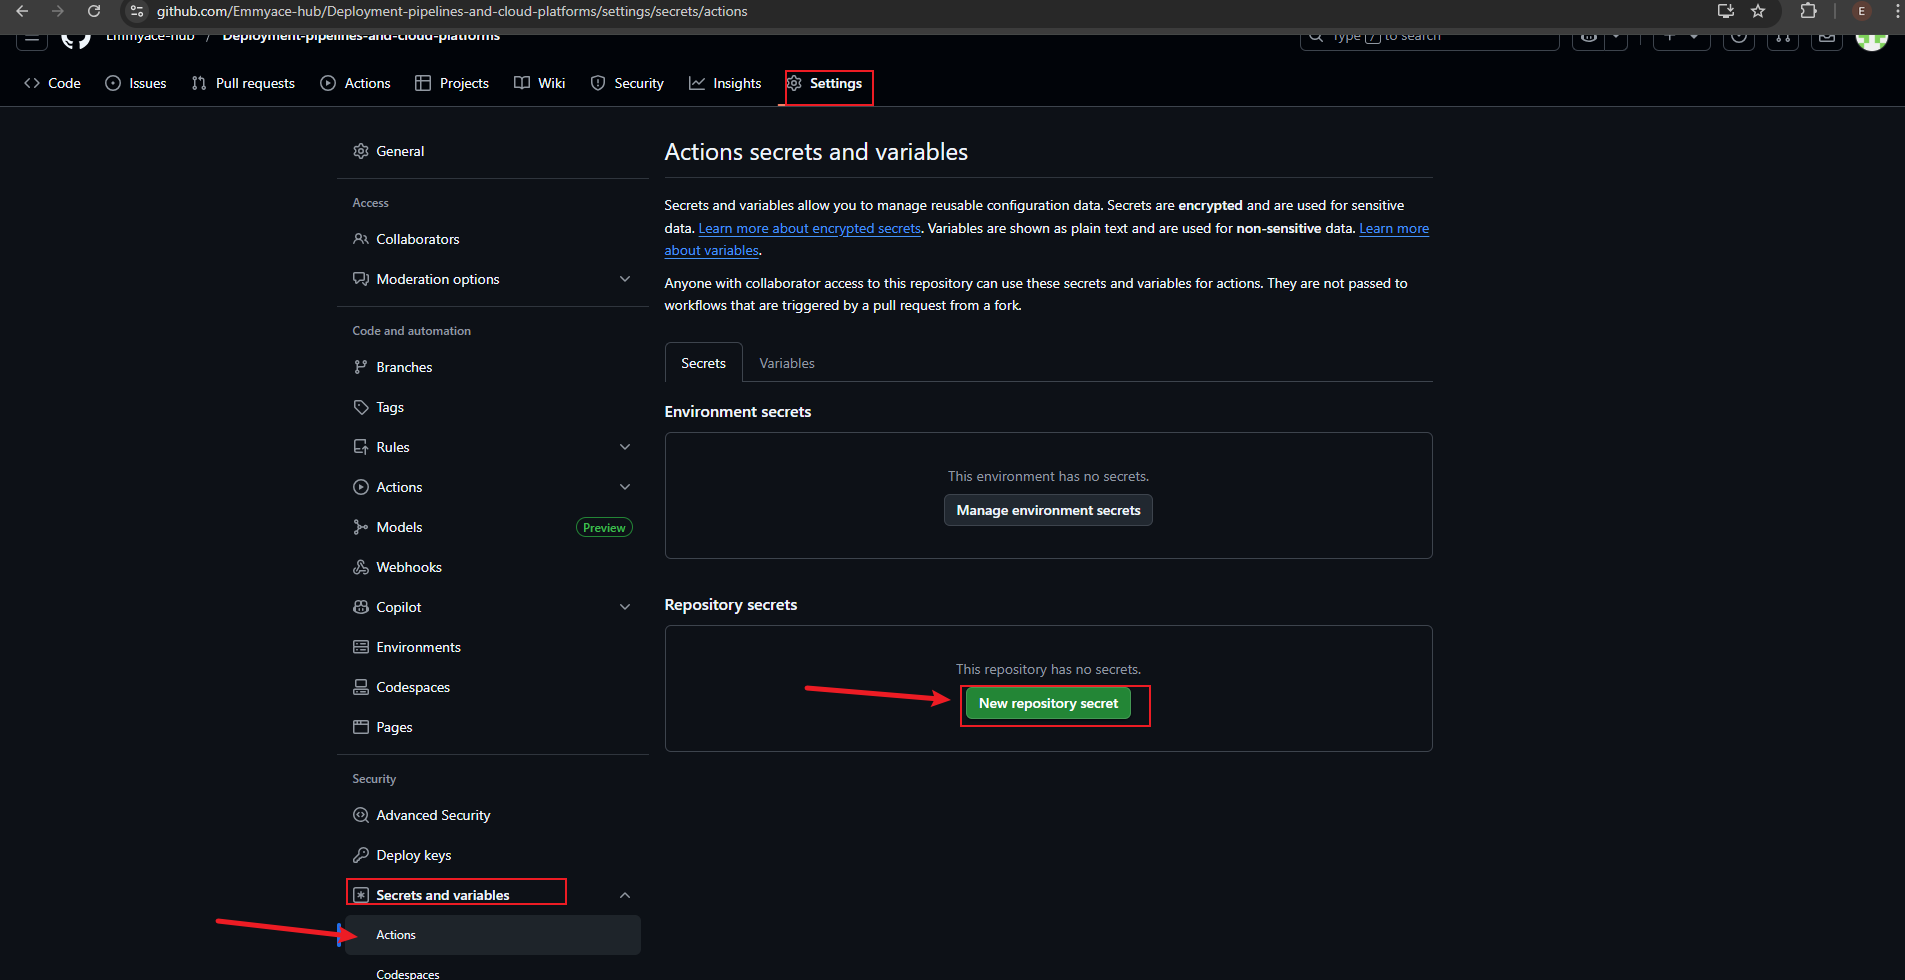 github.com/Emmyace-hub/Deployment-pipelines-and-cloud-platforms/settings/secrets/actions
E
Emmyace-hub / Deployment-pipelines-and-cloud-platforms
Type / to search
Code
Issues
Pull requests
Actions
Projects
Wiki
Security
Insights
Settings
General
Access
Collaborators
Moderation options
Code and automation
Branches
Tags
Rules
Actions
Models
Preview
Webhooks
Copilot
Environments
Codespaces
Pages
Security
Advanced Security
Deploy keys
Secrets and variables
Actions
Codespaces
Actions secrets and variables
Secrets and variables allow you to manage reusable configuration data. Secrets are encrypted and are used for sensitive
data. Learn more about encrypted secrets. Variables are shown as plain text and are used for non-sensitive data. Learn more
about variables.
Anyone with collaborator access to this repository can use these secrets and variables for actions. They are not passed to
workflows that are triggered by a pull request from a fork.
Secrets
Variables
Environment secrets
This environment has no secrets.
Manage environment secrets
Repository secrets
This repository has no secrets.
New repository secret